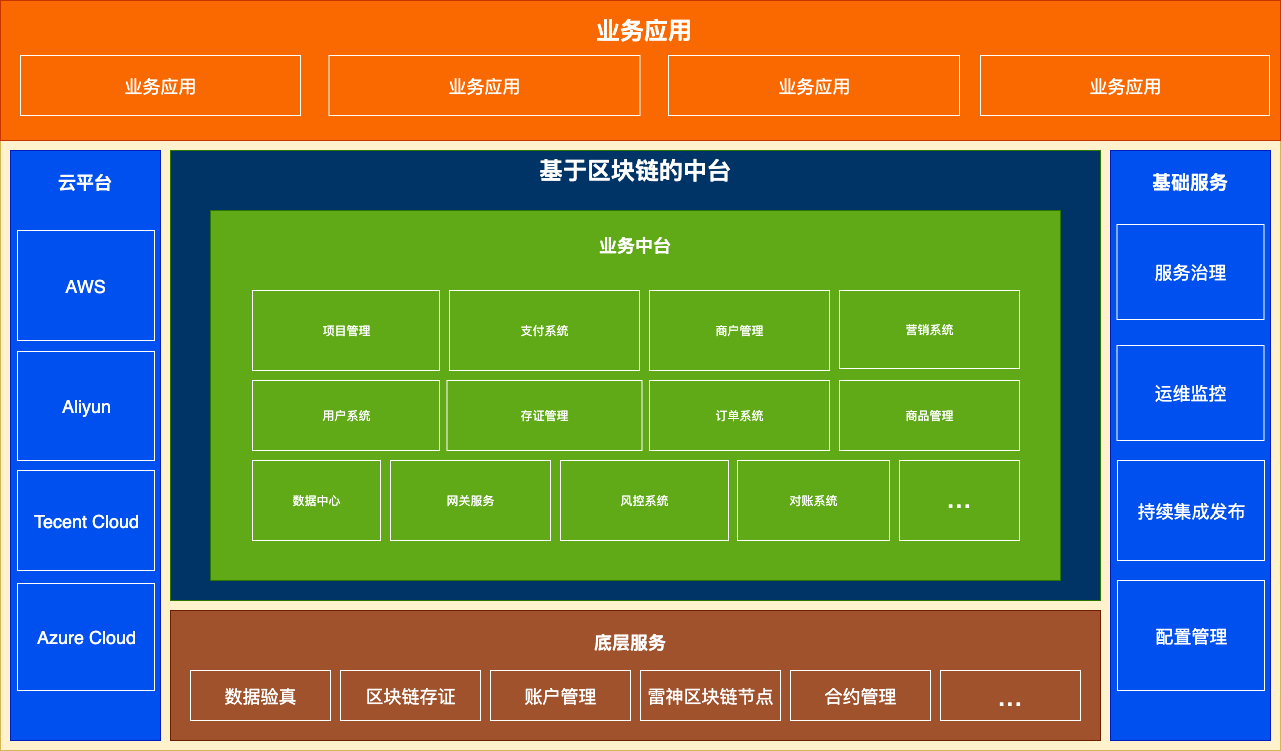 业务应用
业务应用
业务应用
业务应用
业务应用
云平台
AWS
Aliyun
Tecent Cloud
Azure Cloud
基于区块链的中台
业务中台
项目管理
支付系统
商户管理
营销系统
用户系统
存证管理
订单系统
商品管理
数据中心
网关服务
风控系统
对账系统
...
底层服务
数据验真
区块链存证
账户管理
雷神区块链节点
合约管理
...
基础服务
服务治理
运维监控
持续集成发布
配置管理